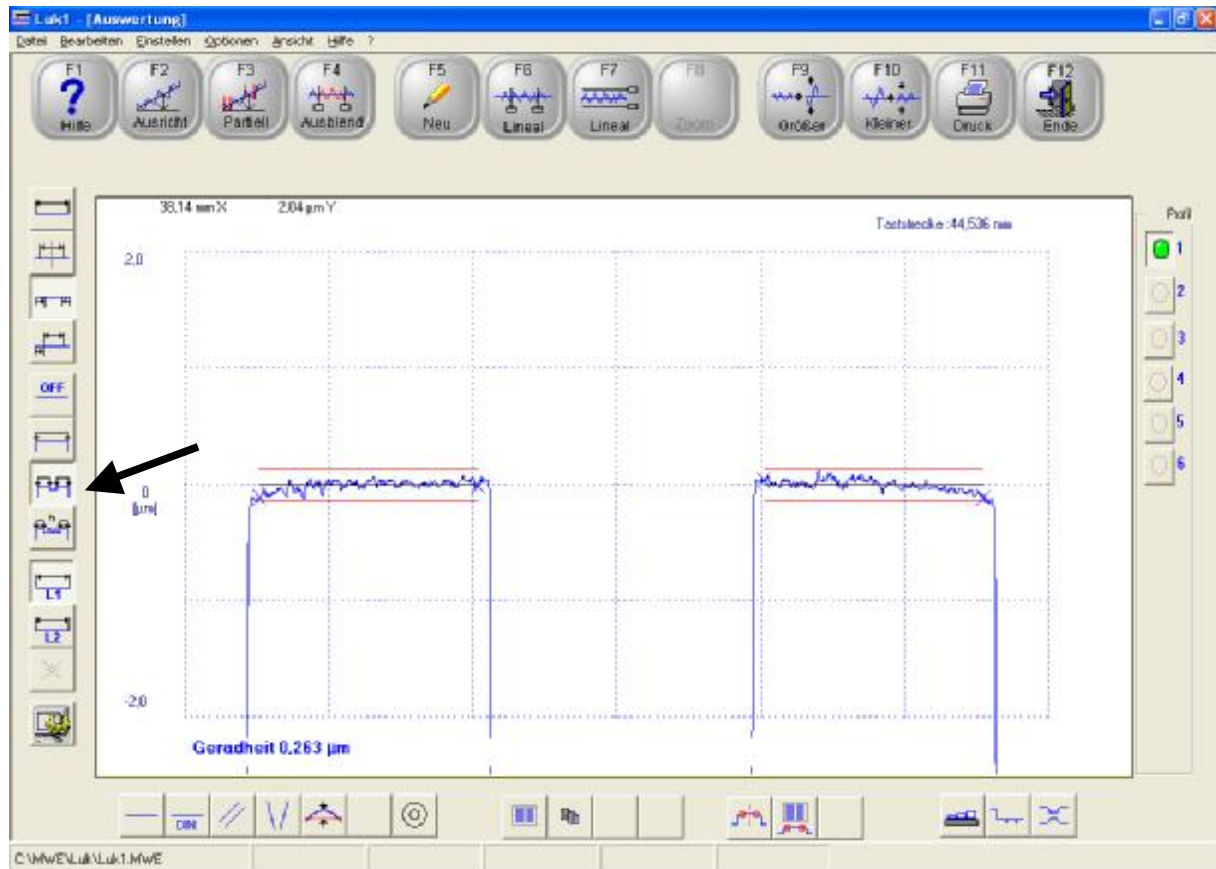 Luk1 - [Auswertung]
Datei Bearbeiten Einstellen Optionen Ansicht Hilfe ?
F1 F2 F3 F4 F5 F6 F7 F8 F9 F10 F11 F12
Hilfe Ausricht Partiell Ausblend Neu Lineal Lineal Zoom Größer Kleiner Druck Ende
38,14 mm X 2,04 µm Y
Taststrecke :44,536 mm
Profil
1
2
3
4
5
6
OFF
n
L1
L2
2,0
0
[µm]
-2,0
Geradheit 0,263 µm
DIN
C:\MwE\Luk\Luk1.MwE